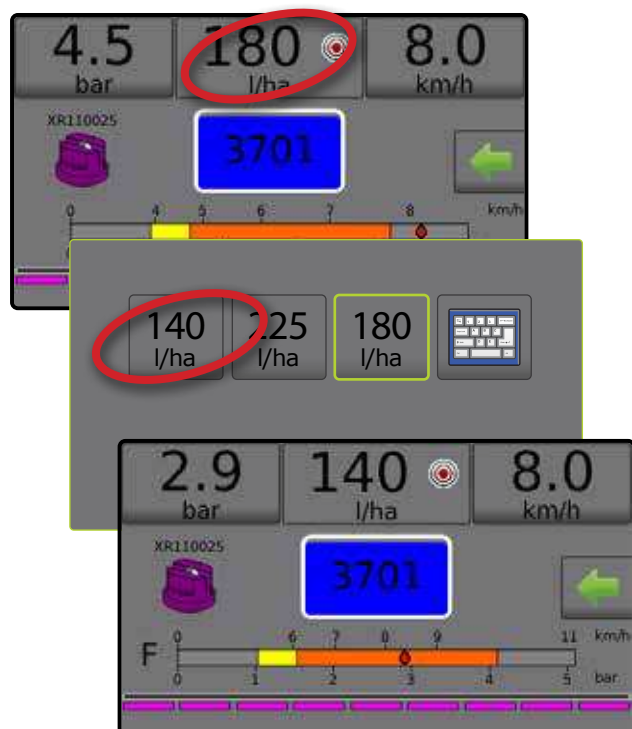 4.5 180 8.0
bar l/ha km/h
XR110025
3701
0 4 5 6 7 8 km/h
140 225 180
l/ha l/ha l/ha
2.9 140 8.0
bar l/ha km/h
XR110025
3701
0 6 7 8 9 11 km/h
F
0 1 2 3 4 5 bar